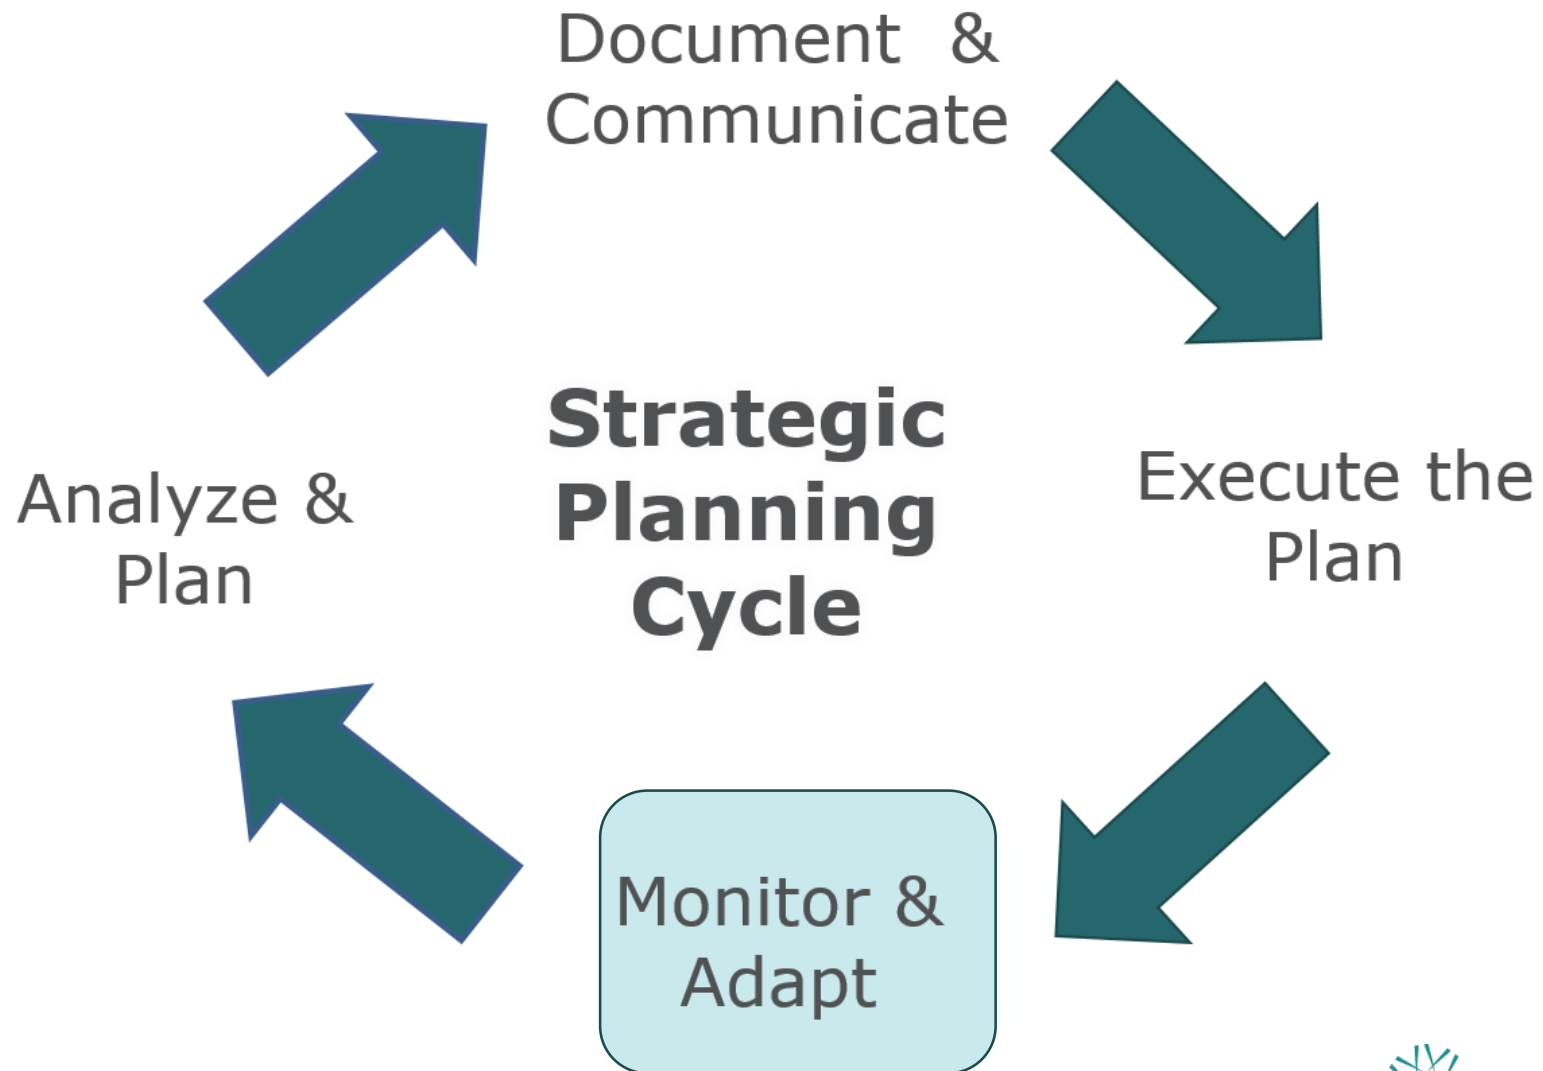 Document &
Communicate
Strategic
Planning
Cycle
Analyze &
Plan
Execute the
Plan
Monitor &
Adapt